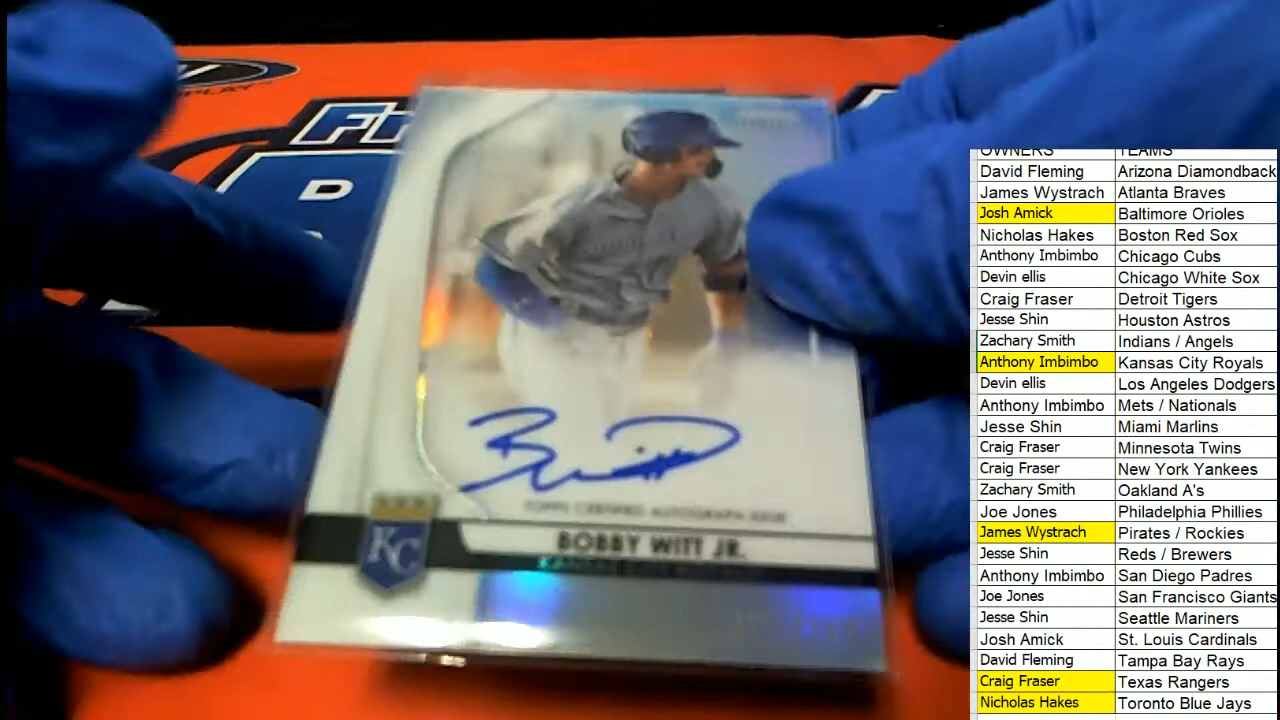 OWNERS TEAMS
David Fleming Arizona Diamondback
James Wystrach Atlanta Braves
Josh Amick Baltimore Orioles
Nicholas Hakes Boston Red Sox
Anthony Imbimbo Chicago Cubs
Devin ellis Chicago White Sox
Craig Fraser Detroit Tigers
Jesse Shin Houston Astros
Zachary Smith Indians / Angels
Anthony Imbimbo Kansas City Royals
Devin ellis Los Angeles Dodgers
Anthony Imbimbo Mets / Nationals
Jesse Shin Miami Marlins
Craig Fraser Minnesota Twins
Craig Fraser New York Yankees
Zachary Smith Oakland A's
Joe Jones Philadelphia Phillies
James Wystrach Pirates / Rockies
Jesse Shin Reds / Brewers
Anthony Imbimbo San Diego Padres
Joe Jones San Francisco Giants
Jesse Shin Seattle Mariners
Josh Amick St. Louis Cardinals
David Fleming Tampa Bay Rays
Craig Fraser Texas Rangers
Nicholas Hakes Toronto Blue Jays
TOPPS CERTIFIED AUTOGRAPH ISSUE
BOBBY WITT JR.
KC